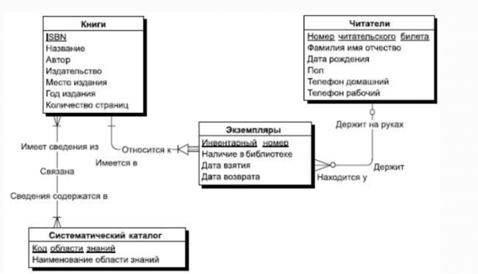 Книги
ISBN
Название
Автор
Издательство
Место издания
Год издания
Количество страниц
Читатели
Номер читательского билета
Фамилия имя отчество
Дата рождения
Пол
Телефон домашний
Телефон рабочий
Держит на руках
Экземпляры
Инвентарный номер
Наличие в библиотеке
Дата взятия
Дата возврата
Имеет сведения из
Относится к
Имеется в
Связана
Держит
Находится у
Сведения содержатся в
Систематический каталог
Код области знаний
Наименование области знаний